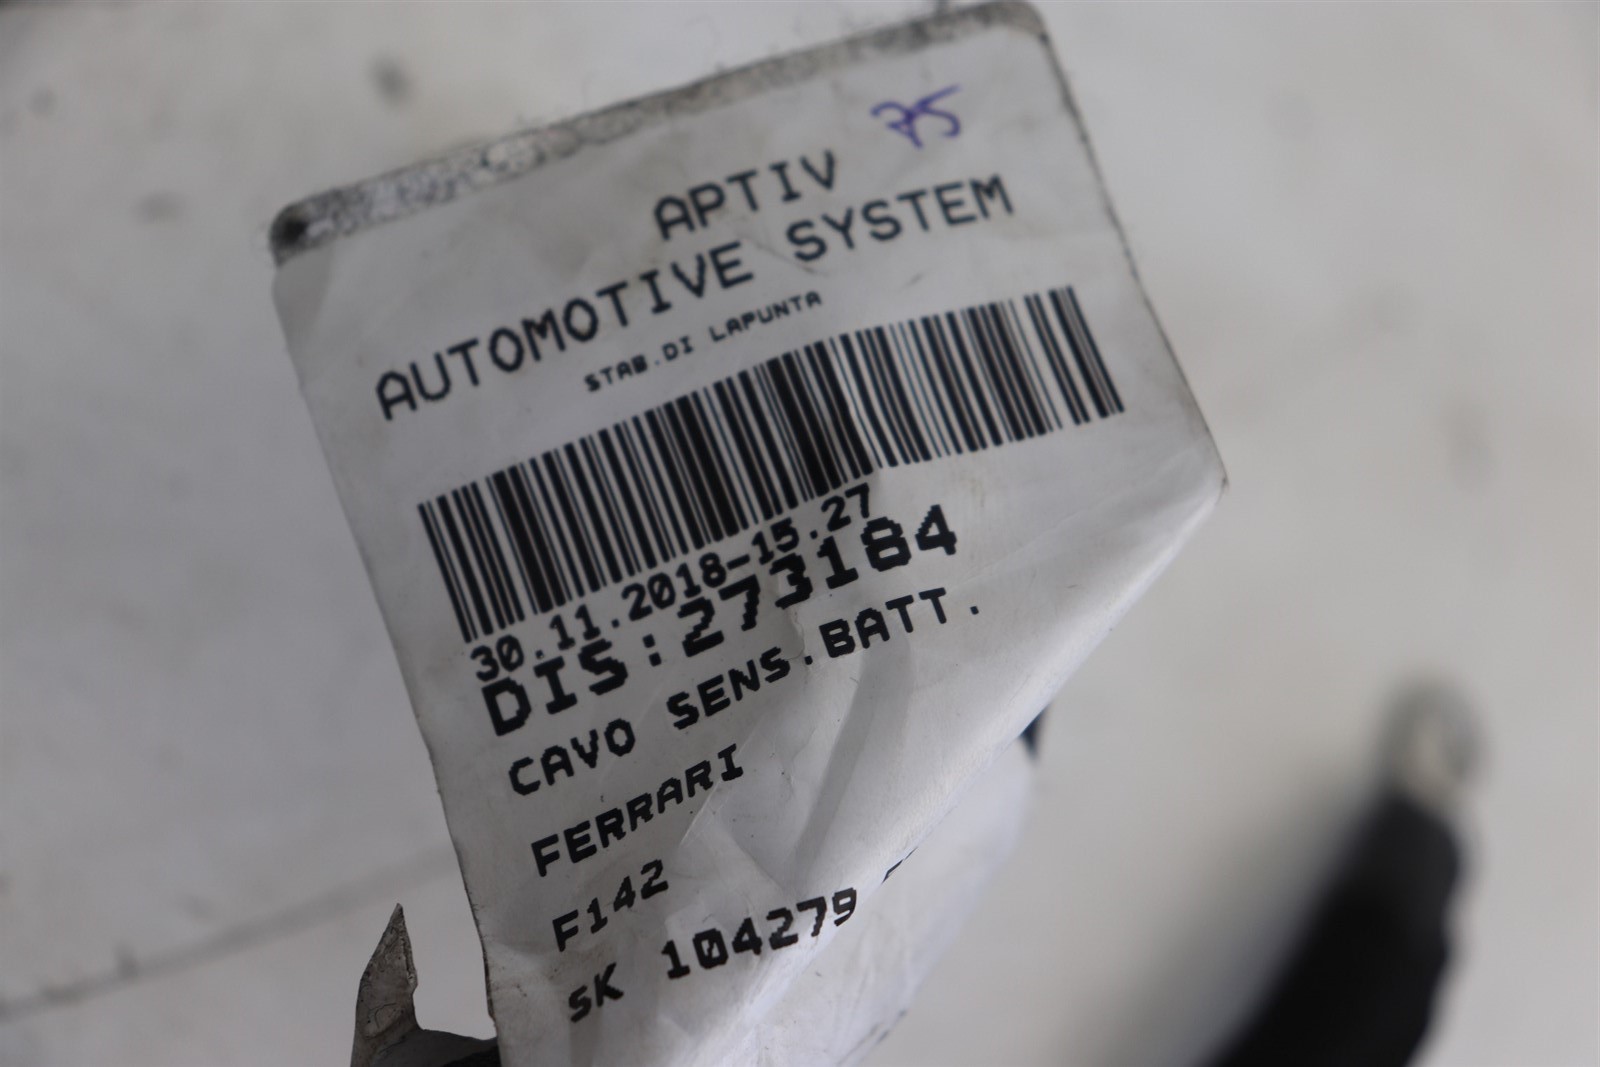 75
APTIV
AUTOMOTIVE SYSTEM
STAB.DI LAPUNTA
30.11.2018-15.27
DIS:273184
CAVO SENS.BATT.
FERRARI
F142
SK 104279